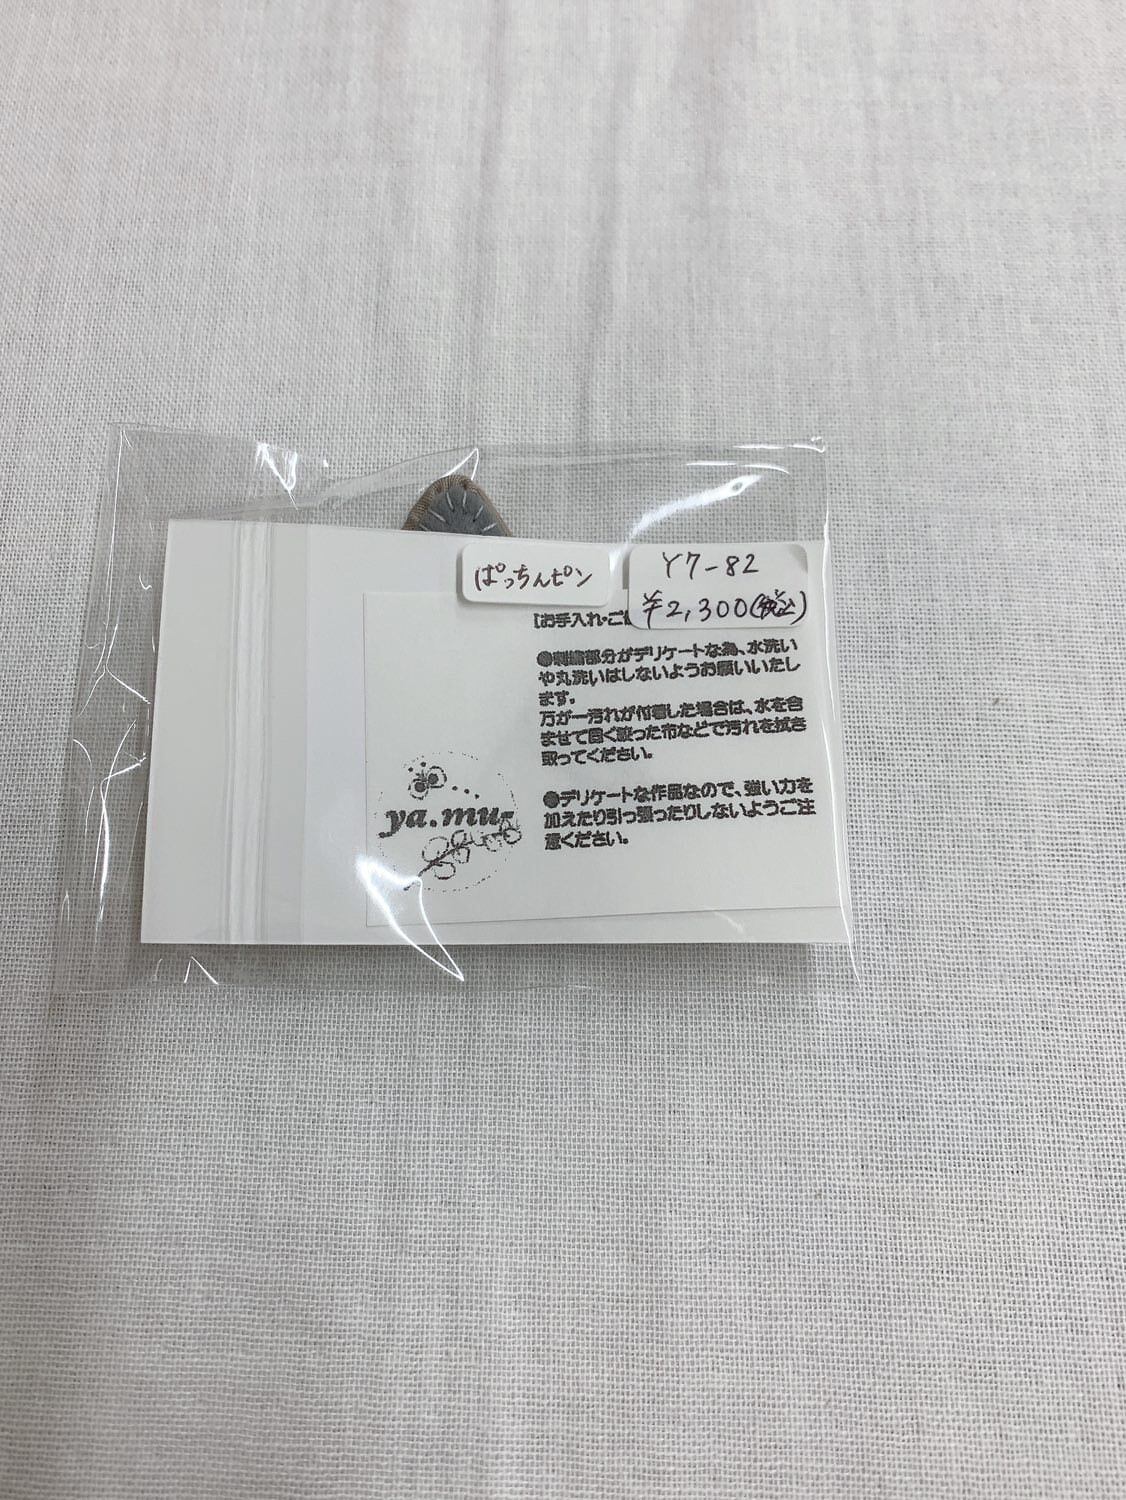 ぱっちんピン
Y7-82
¥2,300(税込)
【お手入れ・ご
●刺繍部分がデリケートな為、水洗い
や丸洗いはしないようお願いいたし
ます。
万が一汚れが付着した場合は、水を含
ませて固く絞った布などで汚れを拭き
取ってください。
●デリケートな作品なので、強い力を
加えたり引っ張ったりしないようご注
意ください。
ya.mu-